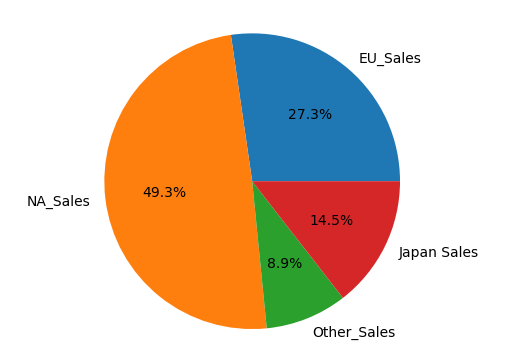 EU_Sales
27.3%
49.3%
NA_Sales
14.5%
8.9%
Japan Sales
Other_Sales